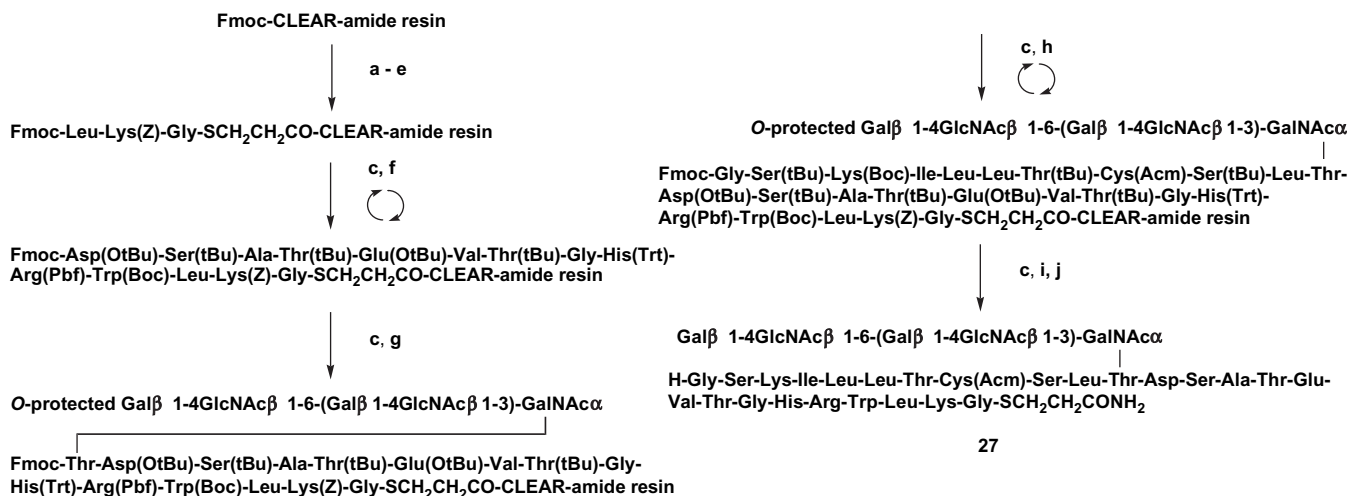 Fmoc-CLEAR-amide resin
a - e
Fmoc-Leu-Lys(Z)-Gly-SCH₂CH₂CO-CLEAR-amide resin
c, f
Fmoc-Asp(OtBu)-Ser(tBu)-Ala-Thr(tBu)-Glu(OtBu)-Val-Thr(tBu)-Gly-His(Trt)-
Arg(Pbf)-Trp(Boc)-Leu-Lys(Z)-Gly-SCH₂CH₂CO-CLEAR-amide resin
c, g
O-protected Galβ 1-4GlcNAcβ 1-6-(Galβ 1-4GlcNAcβ 1-3)-GalNAcα
Fmoc-Thr-Asp(OtBu)-Ser(tBu)-Ala-Thr(tBu)-Glu(OtBu)-Val-Thr(tBu)-Gly-
His(Trt)-Arg(Pbf)-Trp(Boc)-Leu-Lys(Z)-Gly-SCH₂CH₂CO-CLEAR-amide resin
c, h
O-protected Galβ 1-4GlcNAcβ 1-6-(Galβ 1-4GlcNAcβ 1-3)-GalNAcα
Fmoc-Gly-Ser(tBu)-Lys(Boc)-Ile-Leu-Leu-Thr(tBu)-Cys(Acm)-Ser(tBu)-Leu-Thr-
Asp(OtBu)-Ser(tBu)-Ala-Thr(tBu)-Glu(OtBu)-Val-Thr(tBu)-Gly-His(Trt)-
Arg(Pbf)-Trp(Boc)-Leu-Lys(Z)-Gly-SCH₂CH₂CO-CLEAR-amide resin
c, i, j
Galβ 1-4GlcNAcβ 1-6-(Galβ 1-4GlcNAcβ 1-3)-GalNAcα
H-Gly-Ser-Lys-Ile-Leu-Leu-Thr-Cys(Acm)-Ser-Leu-Thr-Asp-Ser-Ala-Thr-Glu-
Val-Thr-Gly-His-Arg-Trp-Leu-Lys-Gly-SCH₂CH₂CONH₂
27